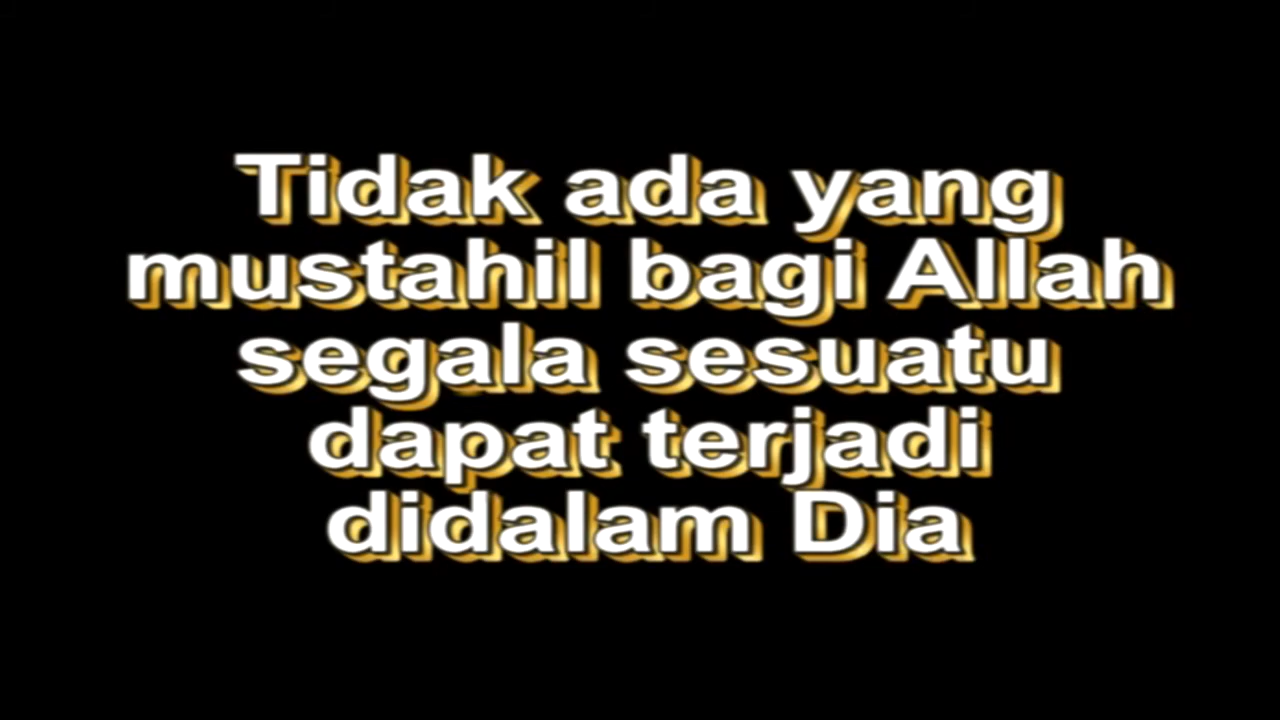 Tidak ada yang
mustahil bagi Allah
segala sesuatu
dapat terjadi
didalam Dia